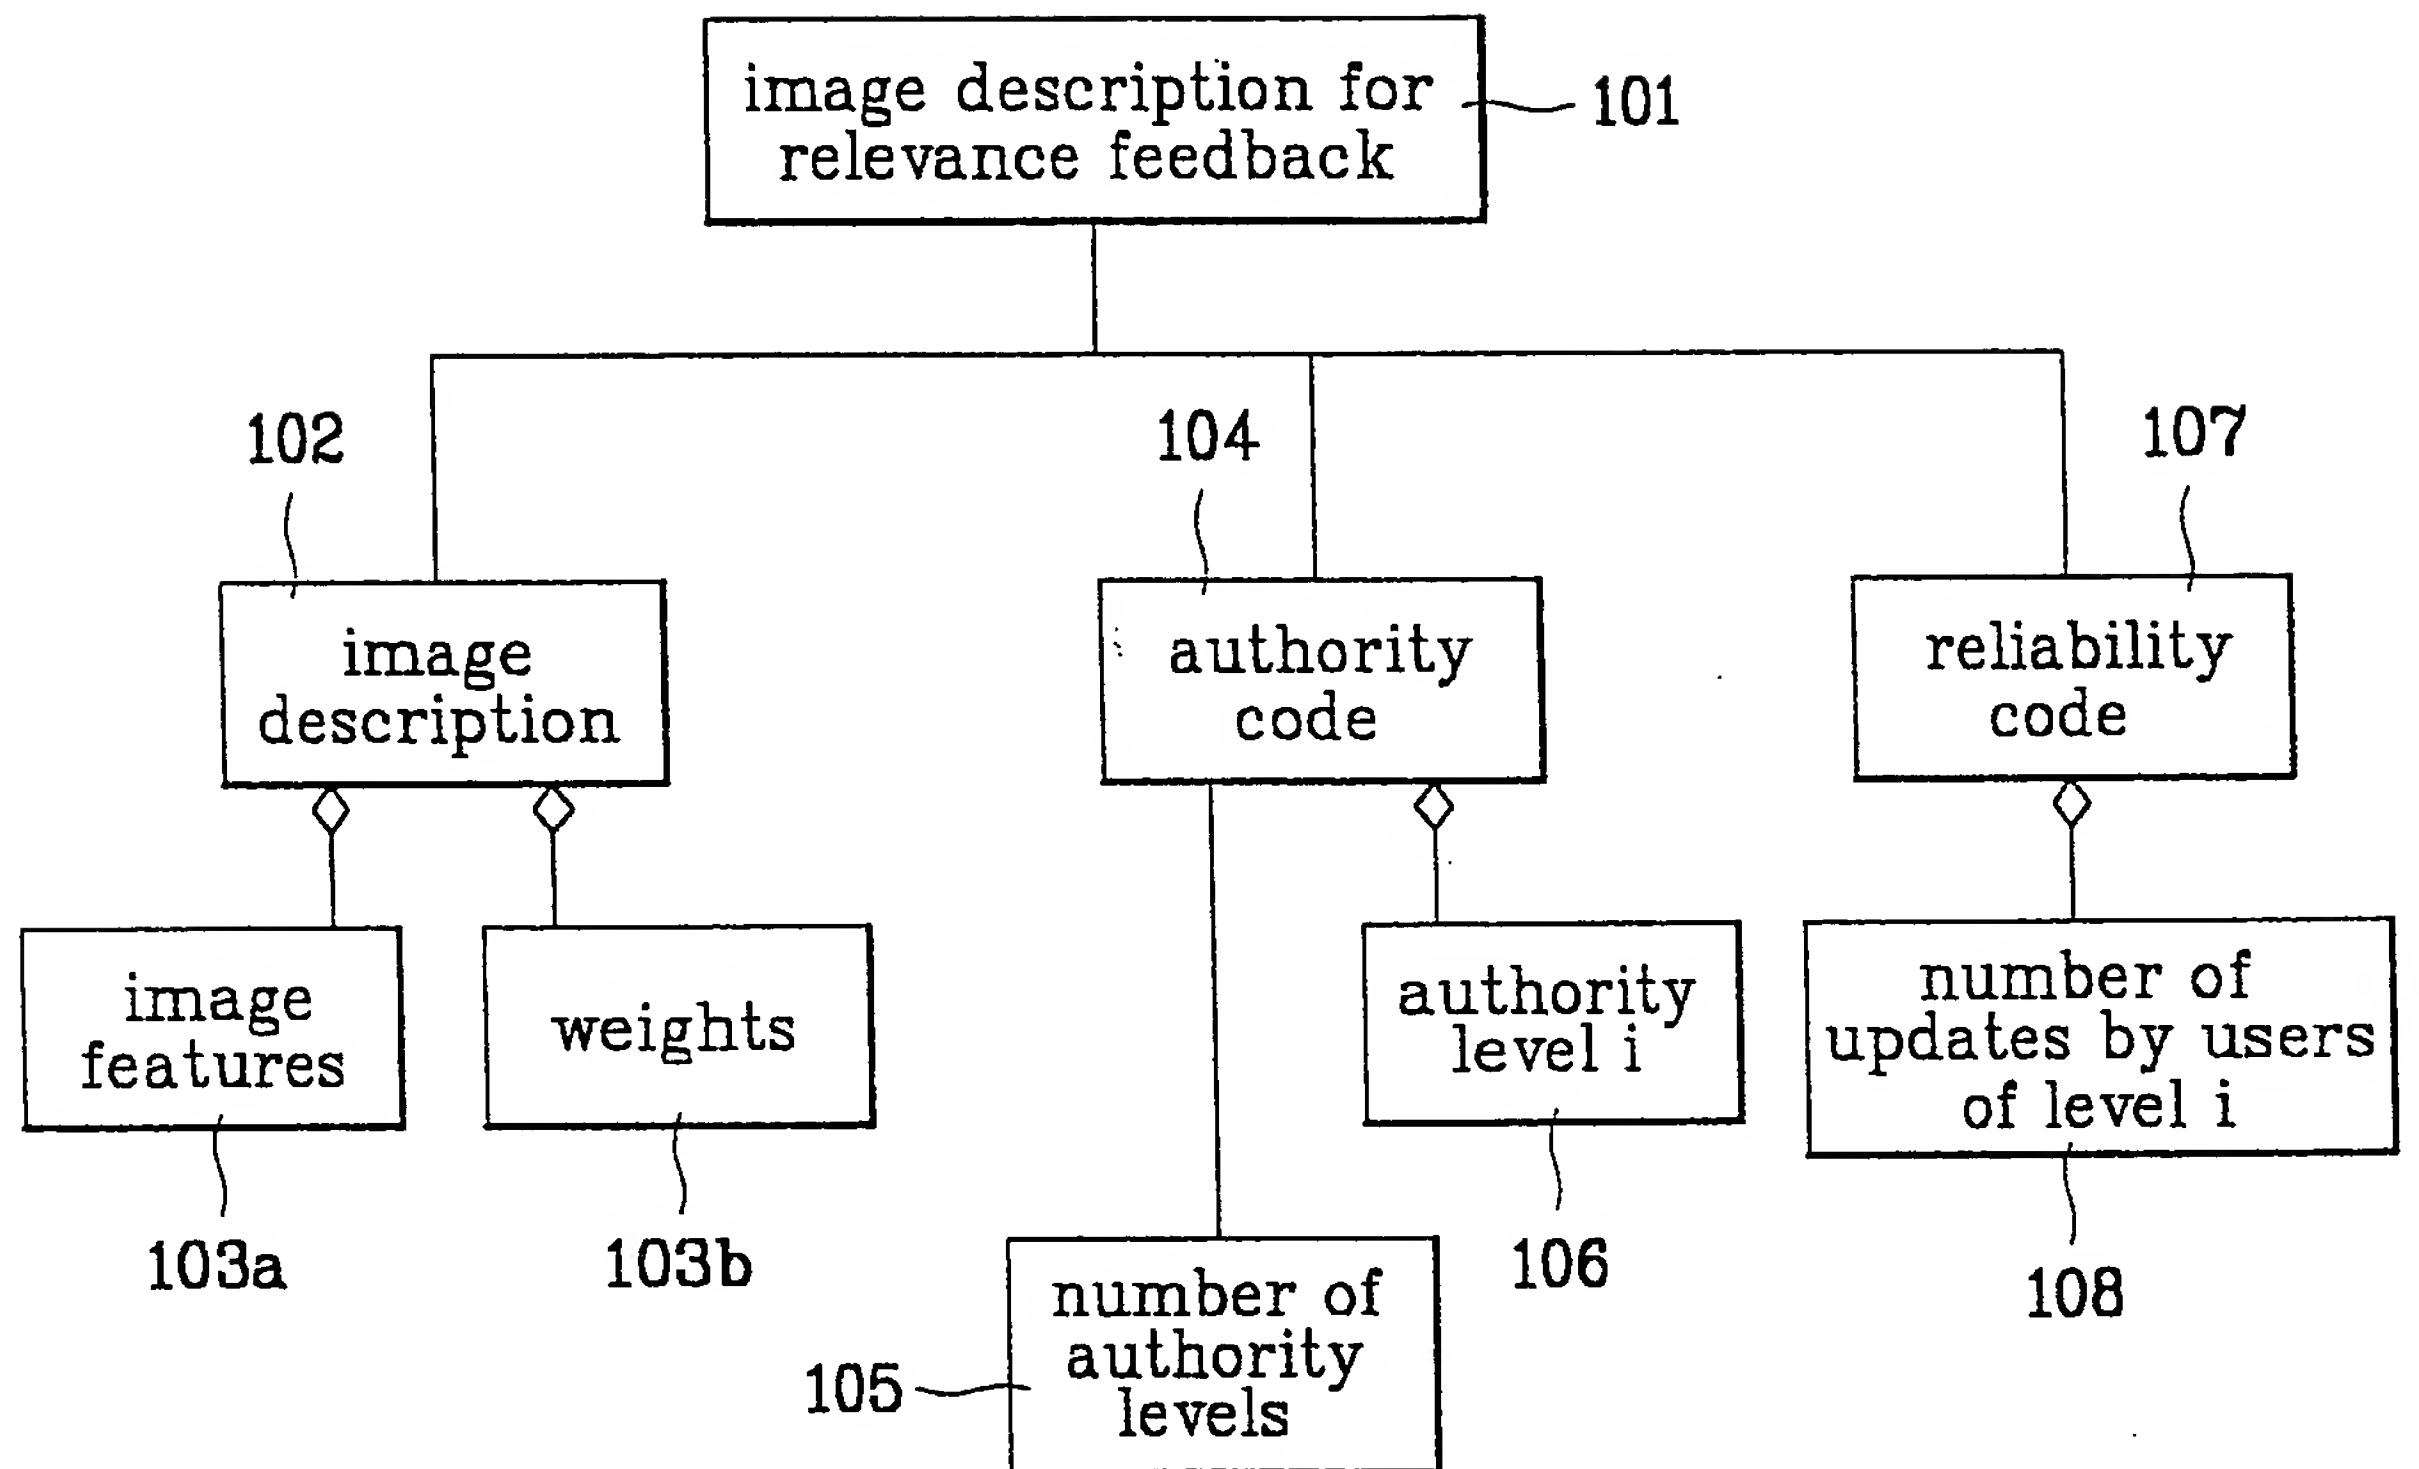 image description for
relevance feedback
101
102
104
107
image
description
authority
code
reliability
code
image
features
weights
authority
level i
number of
updates by users
of level i
103a
103b
106
108
number of
authority
levels
105